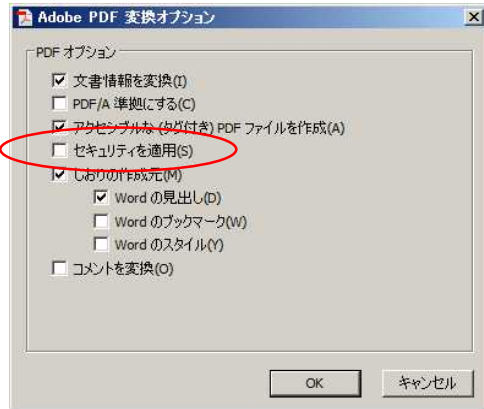 Adobe PDF 変換オプション
PDF オプション
文書情報を変換(I)
PDF/A 準拠にする(C)
アクセシブルな (タグ付き) PDF ファイルを作成(A)
セキュリティを適用(S)
しおりの作成元(M)
Word の見出し(D)
Word のブックマーク(W)
Word のスタイル(Y)
コメントを変換(O)
OK キャンセル